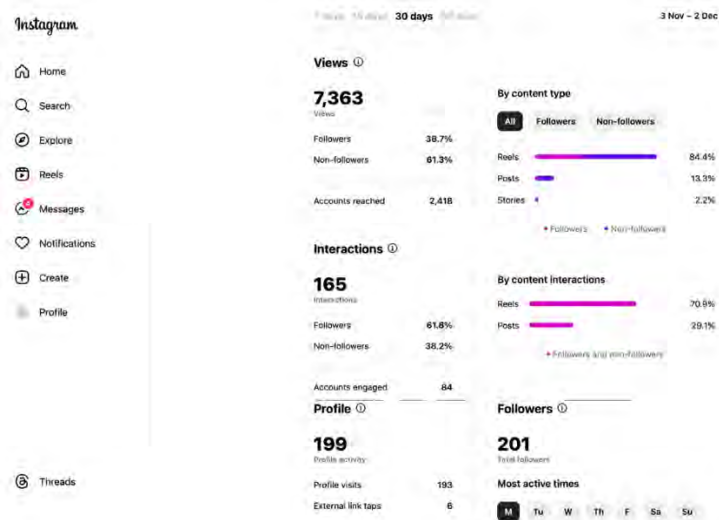 Instagram
Home
Search
Explore
Reels
Messages
Notifications
Create
Profile
Threads
30 days
3 Nov – 2 Dec
Views
7,363
Views
Followers 38.7%
Non-followers 61.3%
Accounts reached 2,418
By content type
All Followers Non-followers
Reels 84.4%
Posts 13.3%
Stories 2.2%
Followers Non-followers
Interactions
165
Interactions
Followers 61.8%
Non-followers 38.2%
Accounts engaged 84
By content interactions
Reels 70.9%
Posts 29.1%
Followers and non-followers
Profile
199
Profile activity
Profile visits 193
External link taps 6
Followers
201
Total followers
Most active times
M Tu W Th F Sa Su